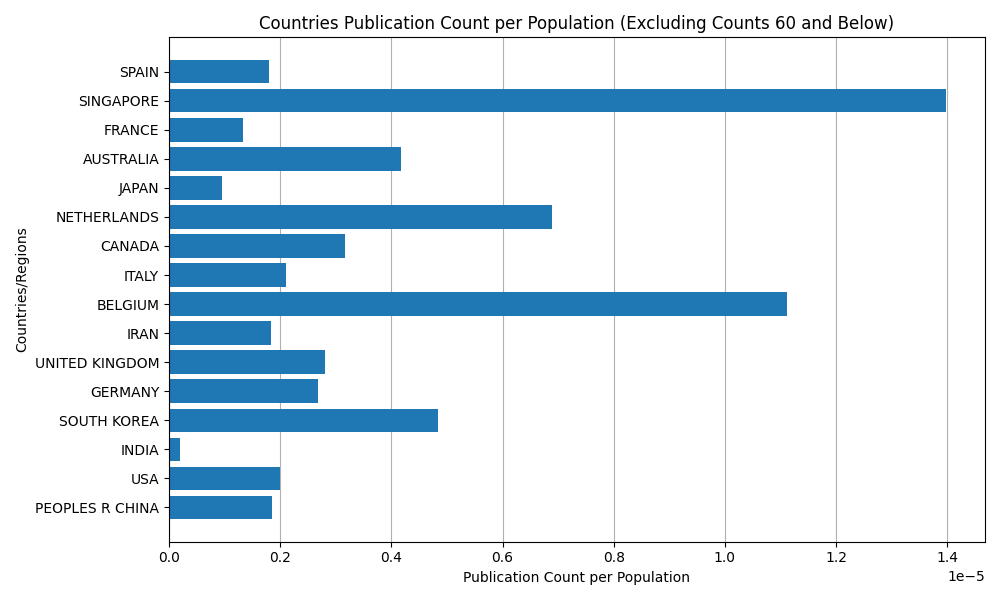 Countries Publication Count per Population (Excluding Counts 60 and Below)
SPAIN
SINGAPORE
FRANCE
AUSTRALIA
JAPAN
NETHERLANDS
CANADA
ITALY
BELGIUM
IRAN
UNITED KINGDOM
GERMANY
SOUTH KOREA
INDIA
USA
PEOPLES R CHINA
Countries/Regions
0.0 0.2 0.4 0.6 0.8 1.0 1.2 1.4
1e−5
Publication Count per Population